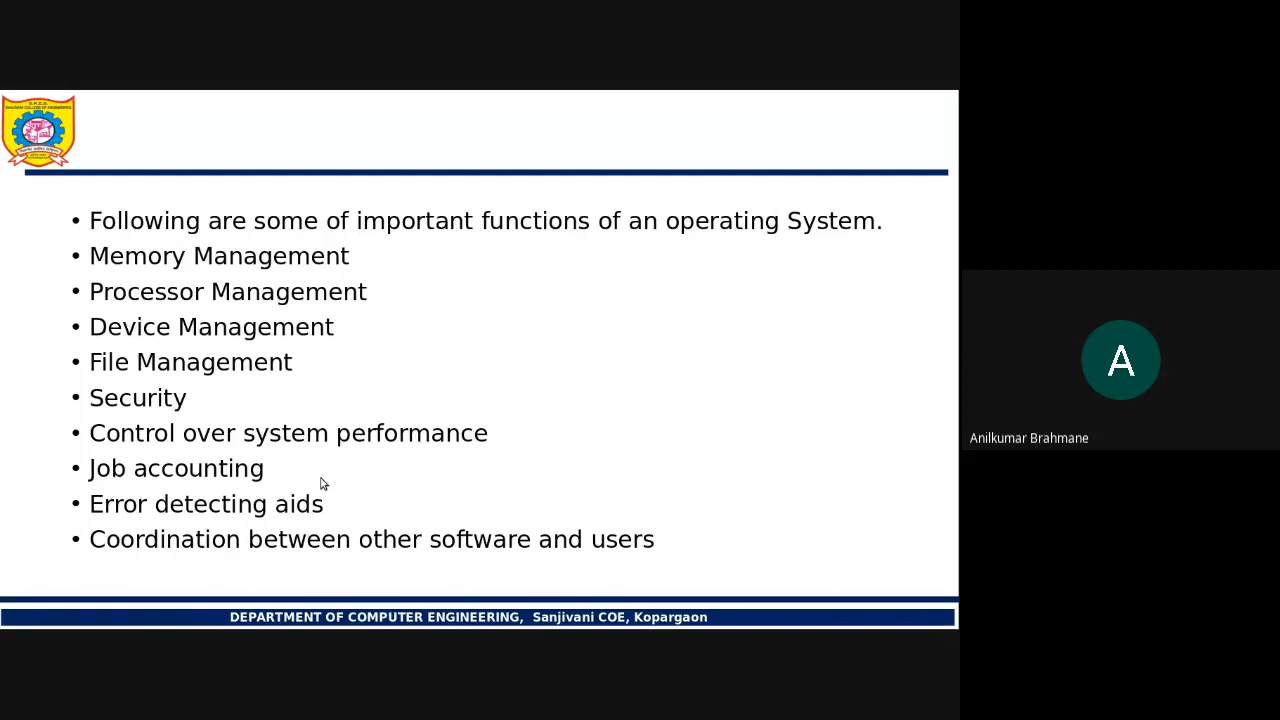 • Following are some of important functions of an operating System.
• Memory Management
• Processor Management
• Device Management
• File Management
• Security
• Control over system performance
• Job accounting
• Error detecting aids
• Coordination between other software and users
DEPARTMENT OF COMPUTER ENGINEERING, Sanjivani COE, Kopargaon
A
Anilkumar Brahmane